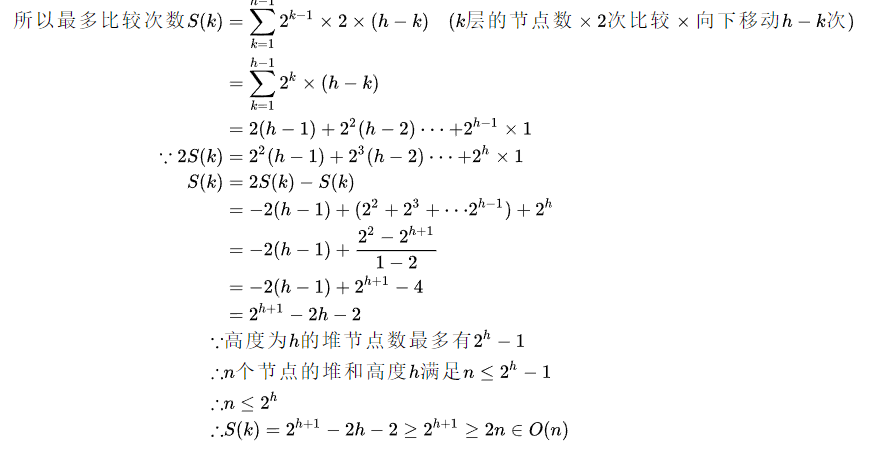 所以最多比较次数S(k) = ∑_{k=1}^{h-1} 2^{k-1} × 2 × (h − k) (k层的节点数 × 2次比较 × 向下移动h − k次)
= ∑_{k=1}^{h-1} 2^k × (h − k)
= 2(h − 1) + 2^2(h − 2) ··· +2^{h-1} × 1
∵ 2S(k) = 2^2(h − 1) + 2^3(h − 2) ··· +2^h × 1
S(k) = 2S(k) − S(k)
= −2(h − 1) + (2^2 + 2^3 + ···2^{h-1}) + 2^h
= −2(h − 1) + \frac{2^2 − 2^{h+1}}{1 − 2}
= −2(h − 1) + 2^{h+1} − 4
= 2^{h+1} − 2h − 2
∵高度为h的堆节点数最多有2^h − 1
∴n个节点的堆和高度h满足n ≤ 2^h − 1
∴n ≤ 2^h
∴S(k) = 2^{h+1} − 2h − 2 ≥ 2^{h+1} ≥ 2n ∈ O(n)